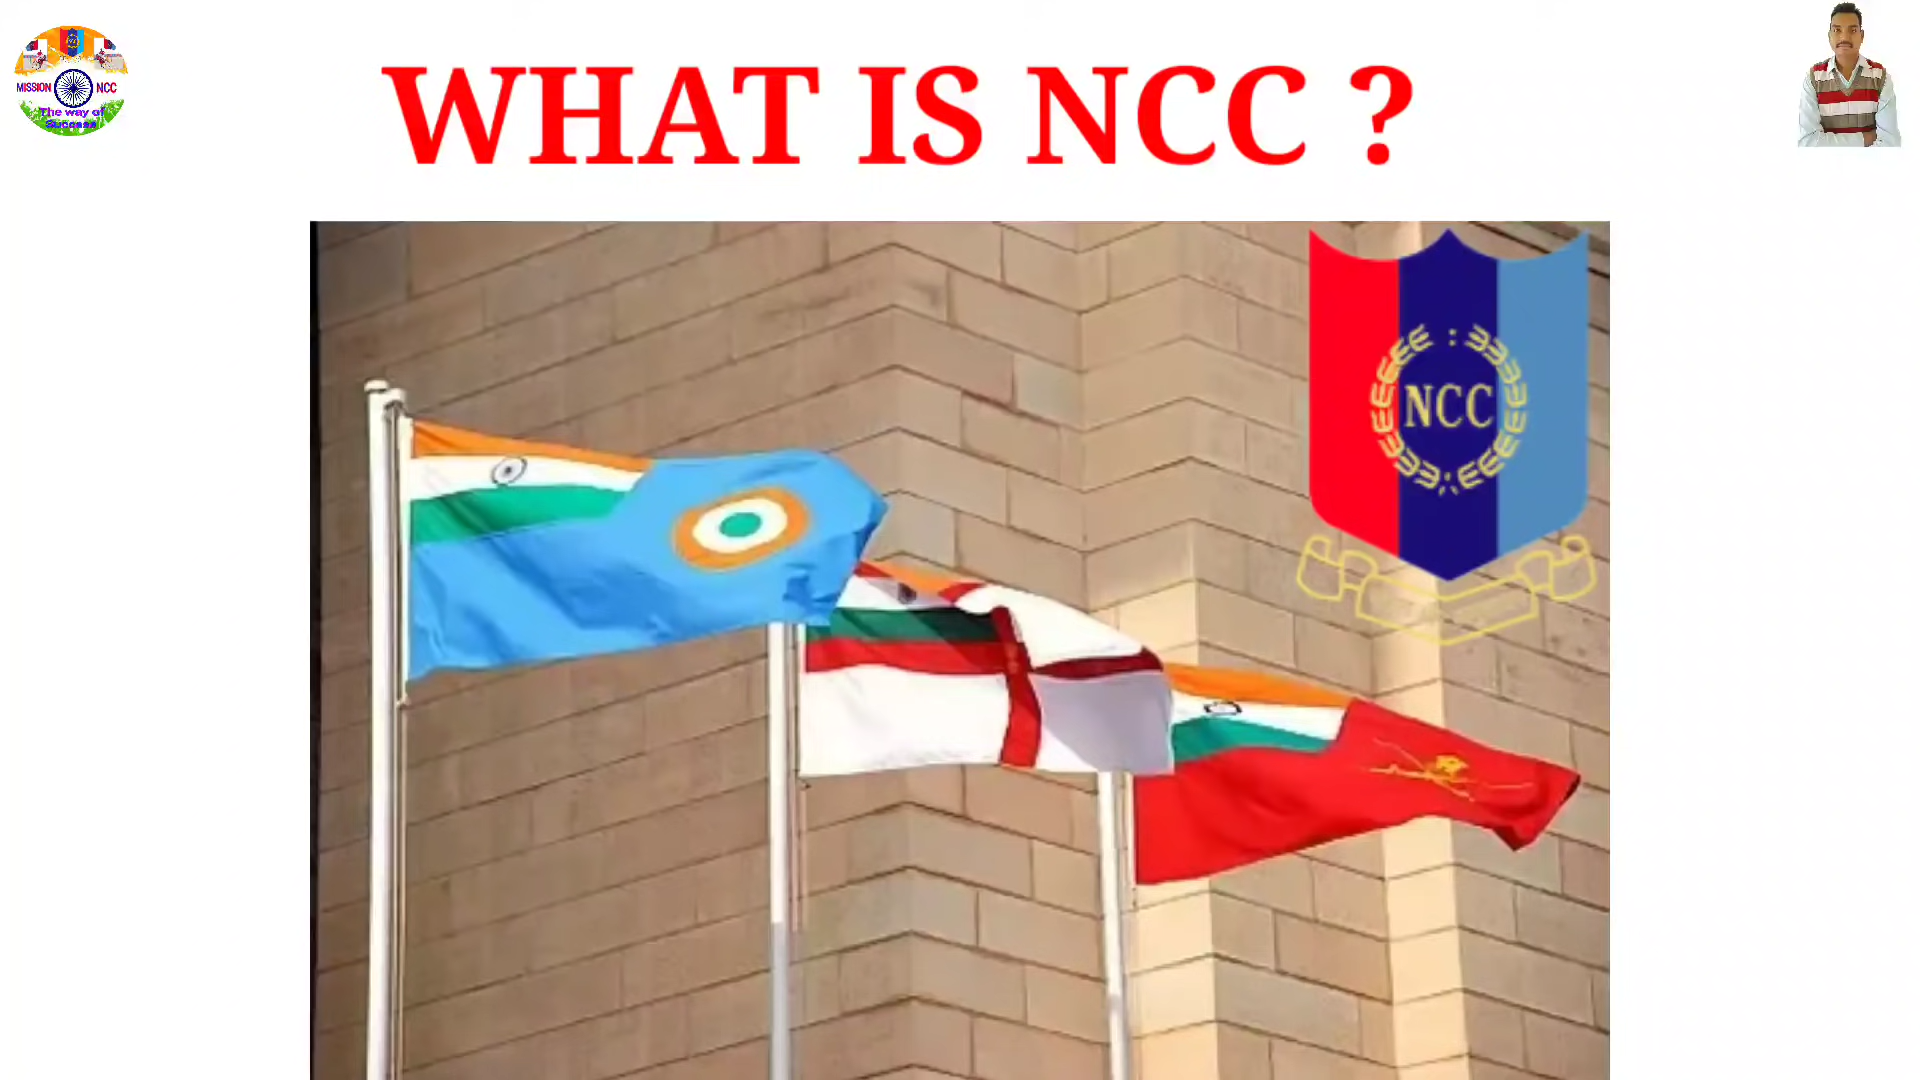 WHAT IS NCC ?
MISSION NCC
The way of
Success
NCC